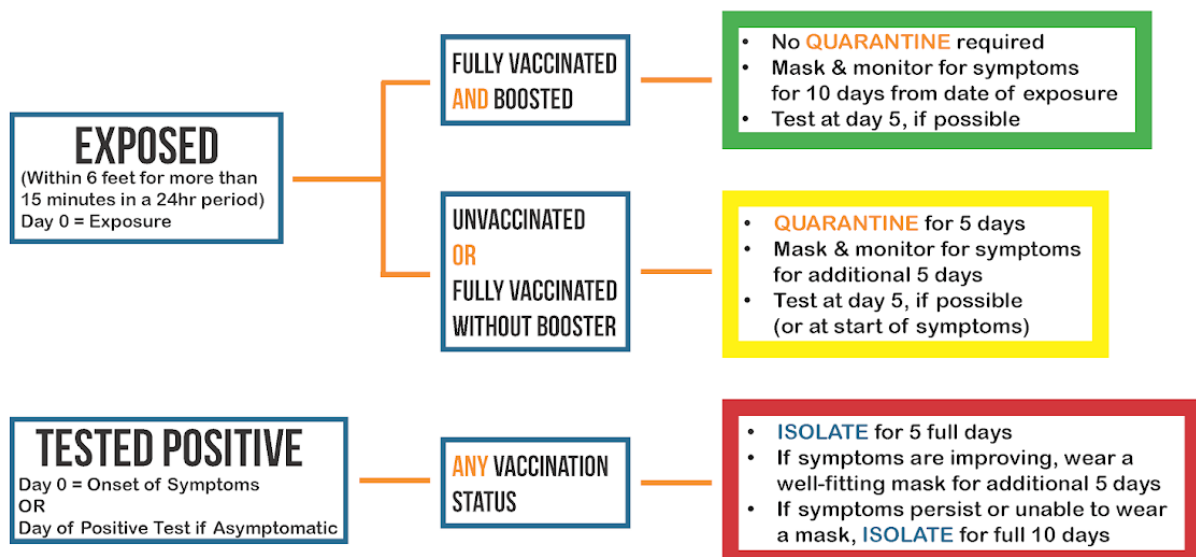 EXPOSED
(Within 6 feet for more than
15 minutes in a 24hr period)
Day 0 = Exposure
FULLY VACCINATED
AND BOOSTED
• No QUARANTINE required
• Mask & monitor for symptoms
for 10 days from date of exposure
• Test at day 5, if possible
UNVACCINATED
OR
FULLY VACCINATED
WITHOUT BOOSTER
• QUARANTINE for 5 days
• Mask & monitor for symptoms
for additional 5 days
• Test at day 5, if possible
(or at start of symptoms)
TESTED POSITIVE
Day 0 = Onset of Symptoms
OR
Day of Positive Test if Asymptomatic
ANY VACCINATION
STATUS
• ISOLATE for 5 full days
• If symptoms are improving, wear a
well-fitting mask for additional 5 days
• If symptoms persist or unable to wear
a mask, ISOLATE for full 10 days